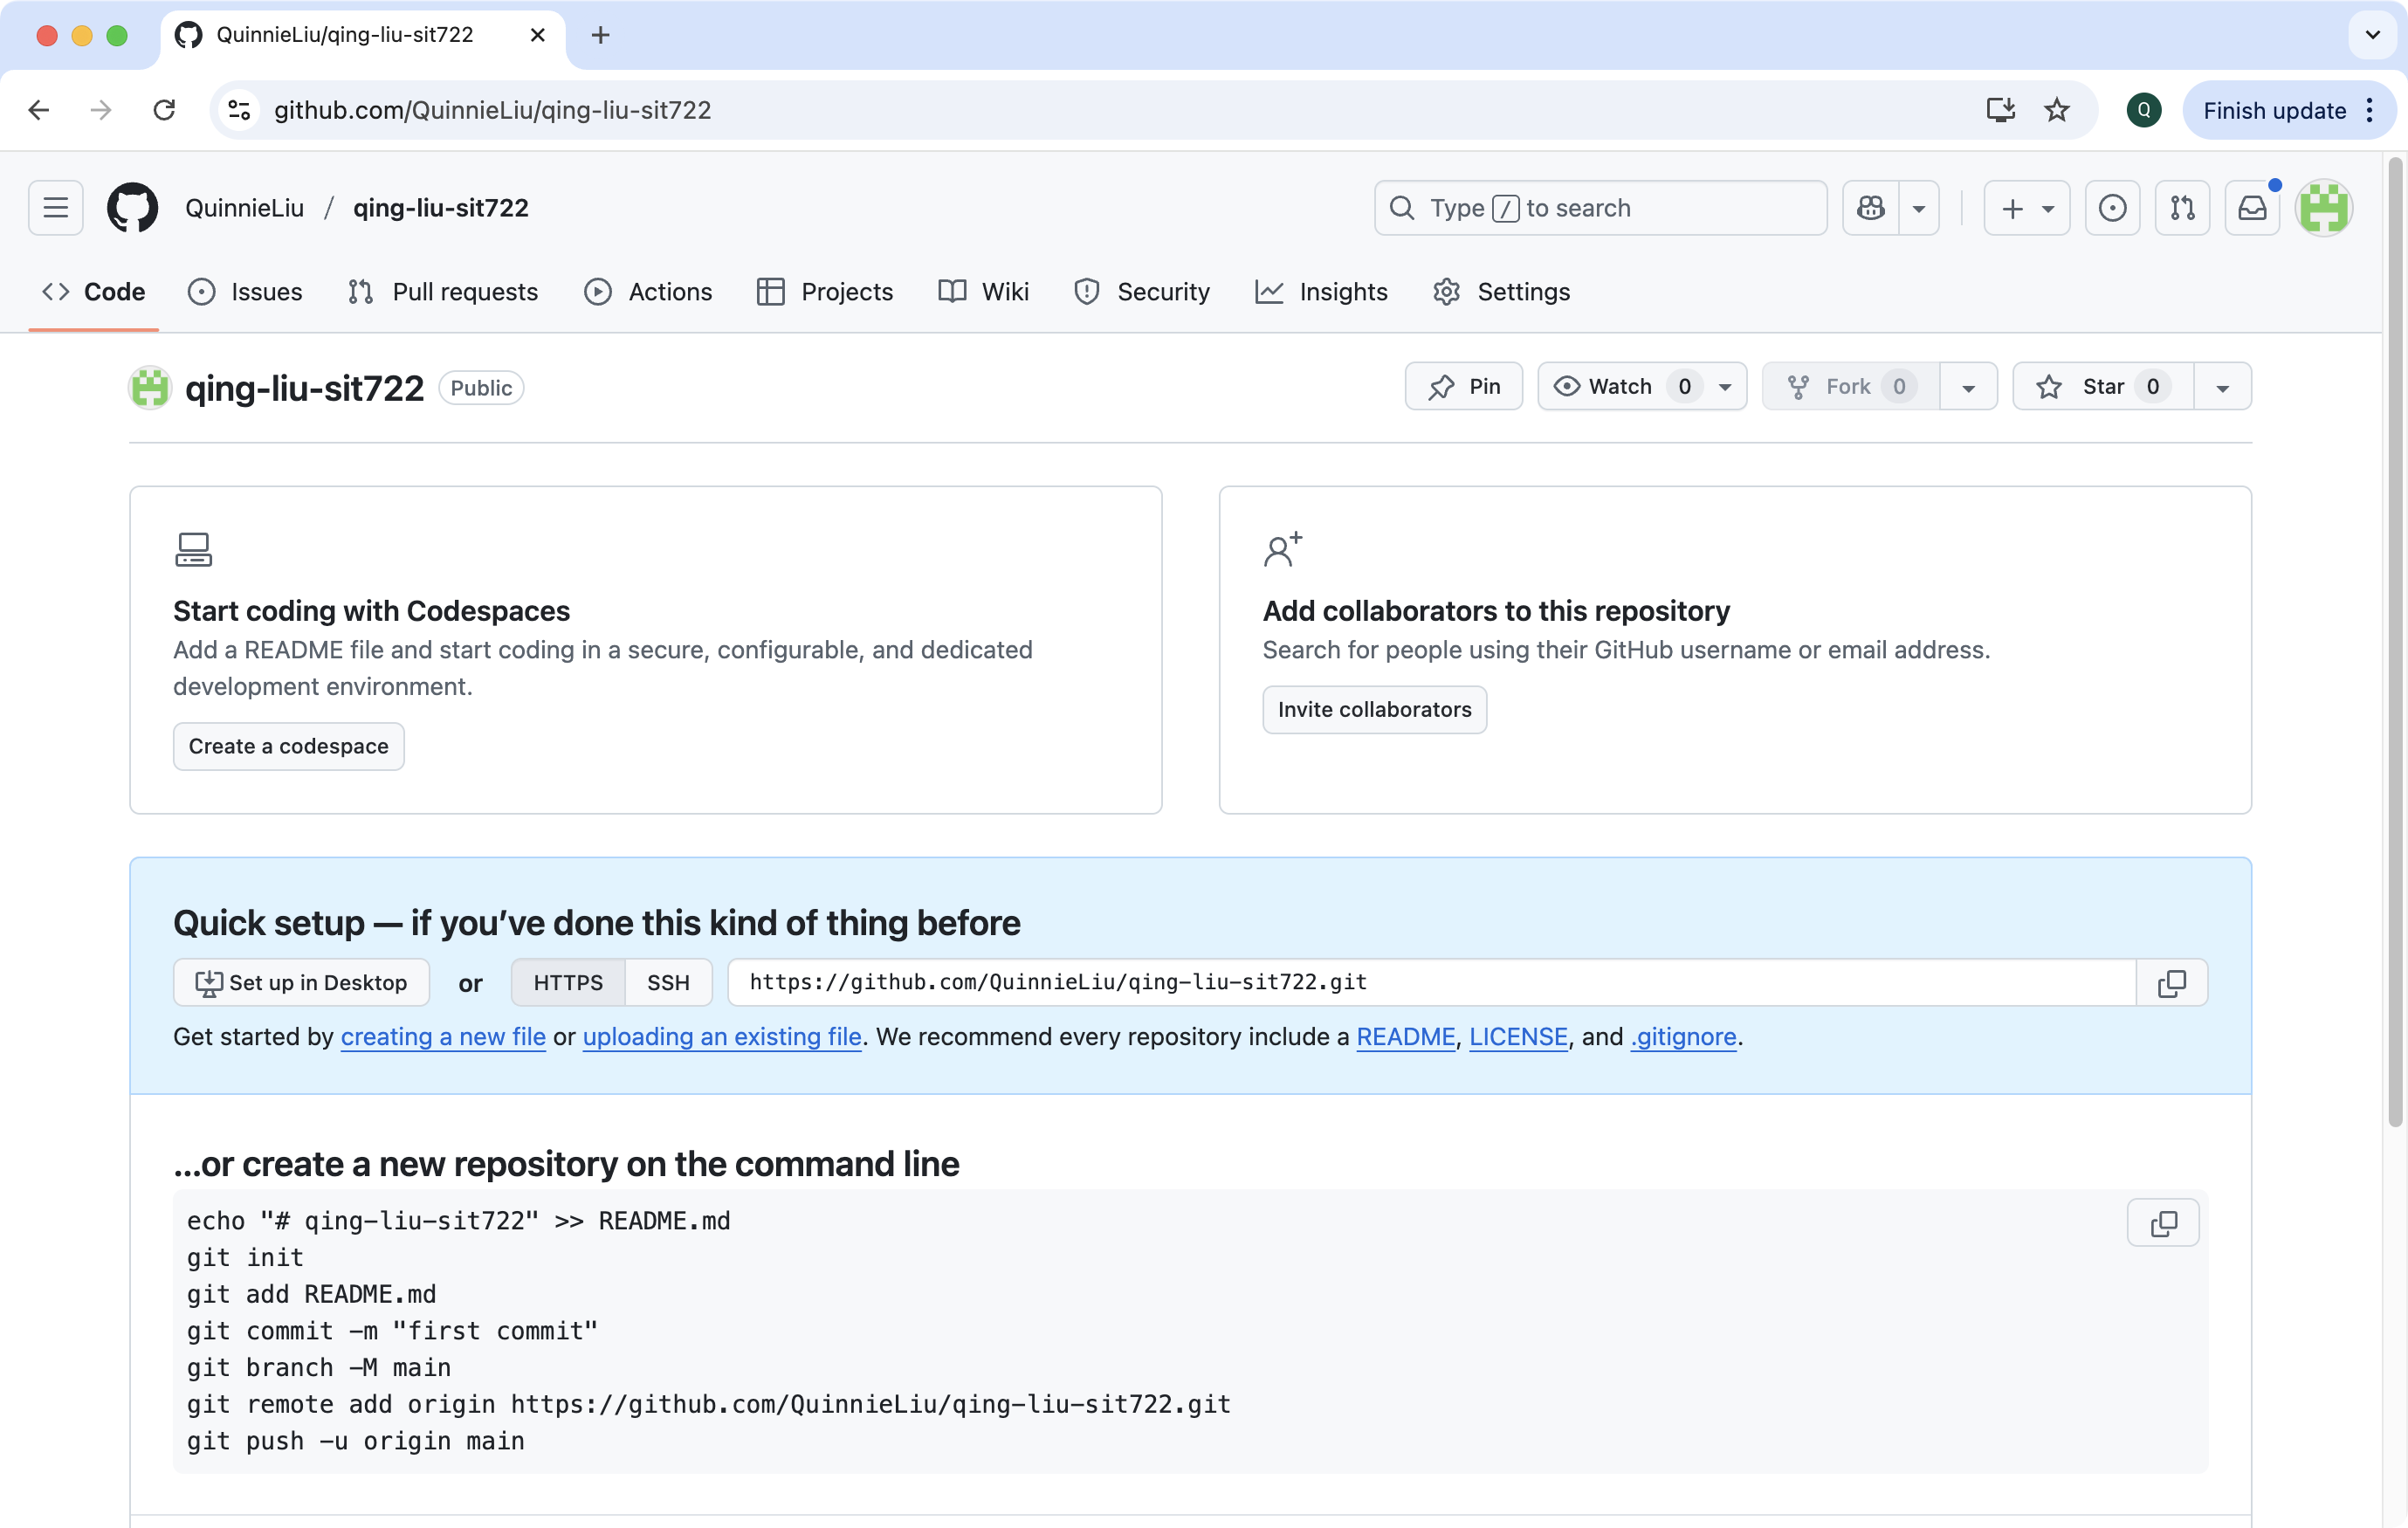 QuinnieLiu/qing-liu-sit722
github.com/QuinnieLiu/qing-liu-sit722
Q
Finish update
QuinnieLiu / qing-liu-sit722
Type / to search
Code
Issues
Pull requests
Actions
Projects
Wiki
Security
Insights
Settings
qing-liu-sit722
Public
Pin
Watch 0
Fork 0
Star 0
Start coding with Codespaces
Add a README file and start coding in a secure, configurable, and dedicated
development environment.
Create a codespace
Add collaborators to this repository
Search for people using their GitHub username or email address.
Invite collaborators
Quick setup — if you’ve done this kind of thing before
Set up in Desktop
or
HTTPS
SSH
https://github.com/QuinnieLiu/qing-liu-sit722.git
Get started by creating a new file or uploading an existing file. We recommend every repository include a README, LICENSE, and .gitignore.
…or create a new repository on the command line
echo "# qing-liu-sit722" >> README.md
git init
git add README.md
git commit -m "first commit"
git branch -M main
git remote add origin https://github.com/QuinnieLiu/qing-liu-sit722.git
git push -u origin main